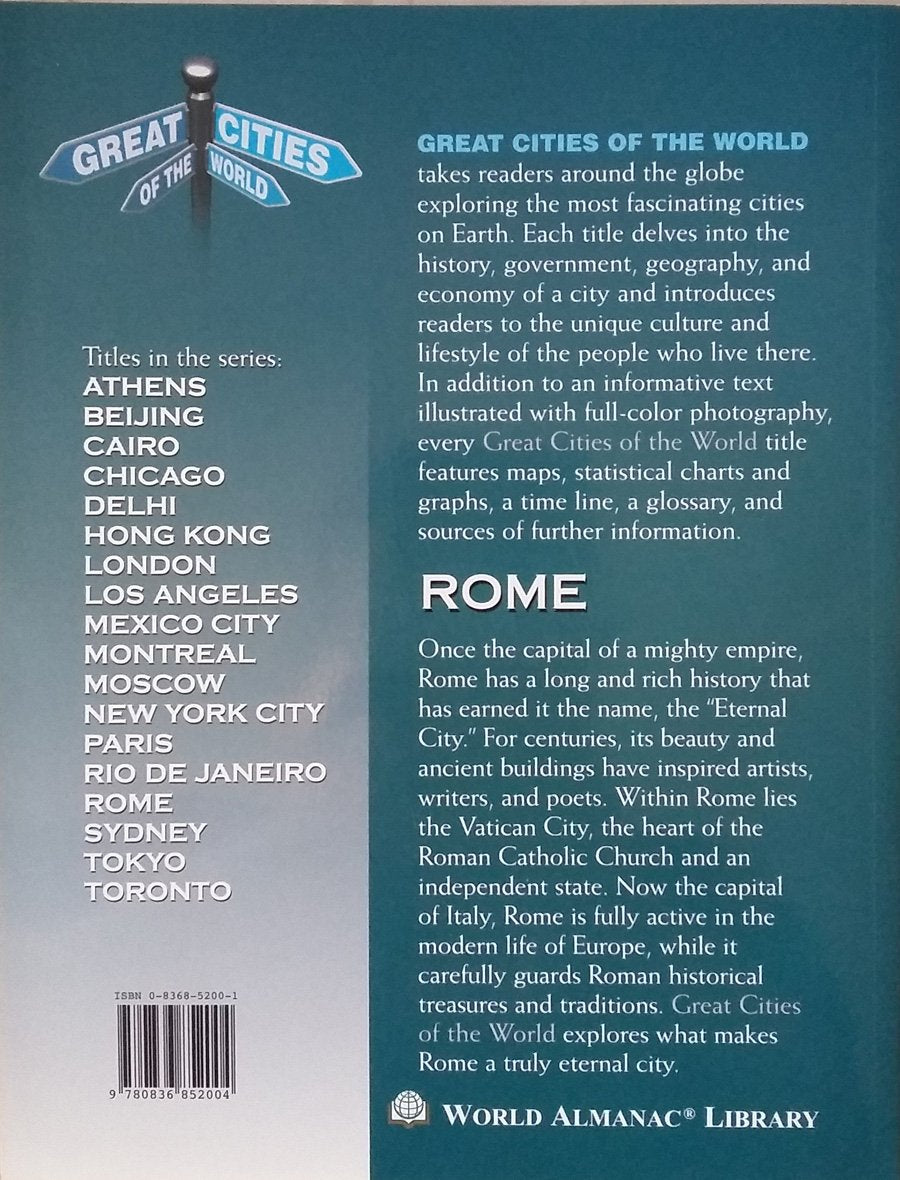 GREAT CITIES
OF THE WORLD
Titles in the series:
ATHENS
BEIJING
CAIRO
CHICAGO
DELHI
HONG KONG
LONDON
LOS ANGELES
MEXICO CITY
MONTREAL
MOSCOW
NEW YORK CITY
PARIS
RIO DE JANEIRO
ROME
SYDNEY
TOKYO
TORONTO
ISBN 0-8368-5200-1
9 780836 852004
GREAT CITIES OF THE WORLD
takes readers around the globe
exploring the most fascinating cities
on Earth. Each title delves into the
history, government, geography, and
economy of a city and introduces
readers to the unique culture and
lifestyle of the people who live there.
In addition to an informative text
illustrated with full-color photography,
every Great Cities of the World title
features maps, statistical charts and
graphs, a time line, a glossary, and
sources of further information.
ROME
Once the capital of a mighty empire,
Rome has a long and rich history that
has earned it the name, the “Eternal
City.” For centuries, its beauty and
ancient buildings have inspired artists,
writers, and poets. Within Rome lies
the Vatican City, the heart of the
Roman Catholic Church and an
independent state. Now the capital
of Italy, Rome is fully active in the
modern life of Europe, while it
carefully guards Roman historical
treasures and traditions. Great Cities
of the World explores what makes
Rome a truly eternal city.
WORLD ALMANAC® LIBRARY